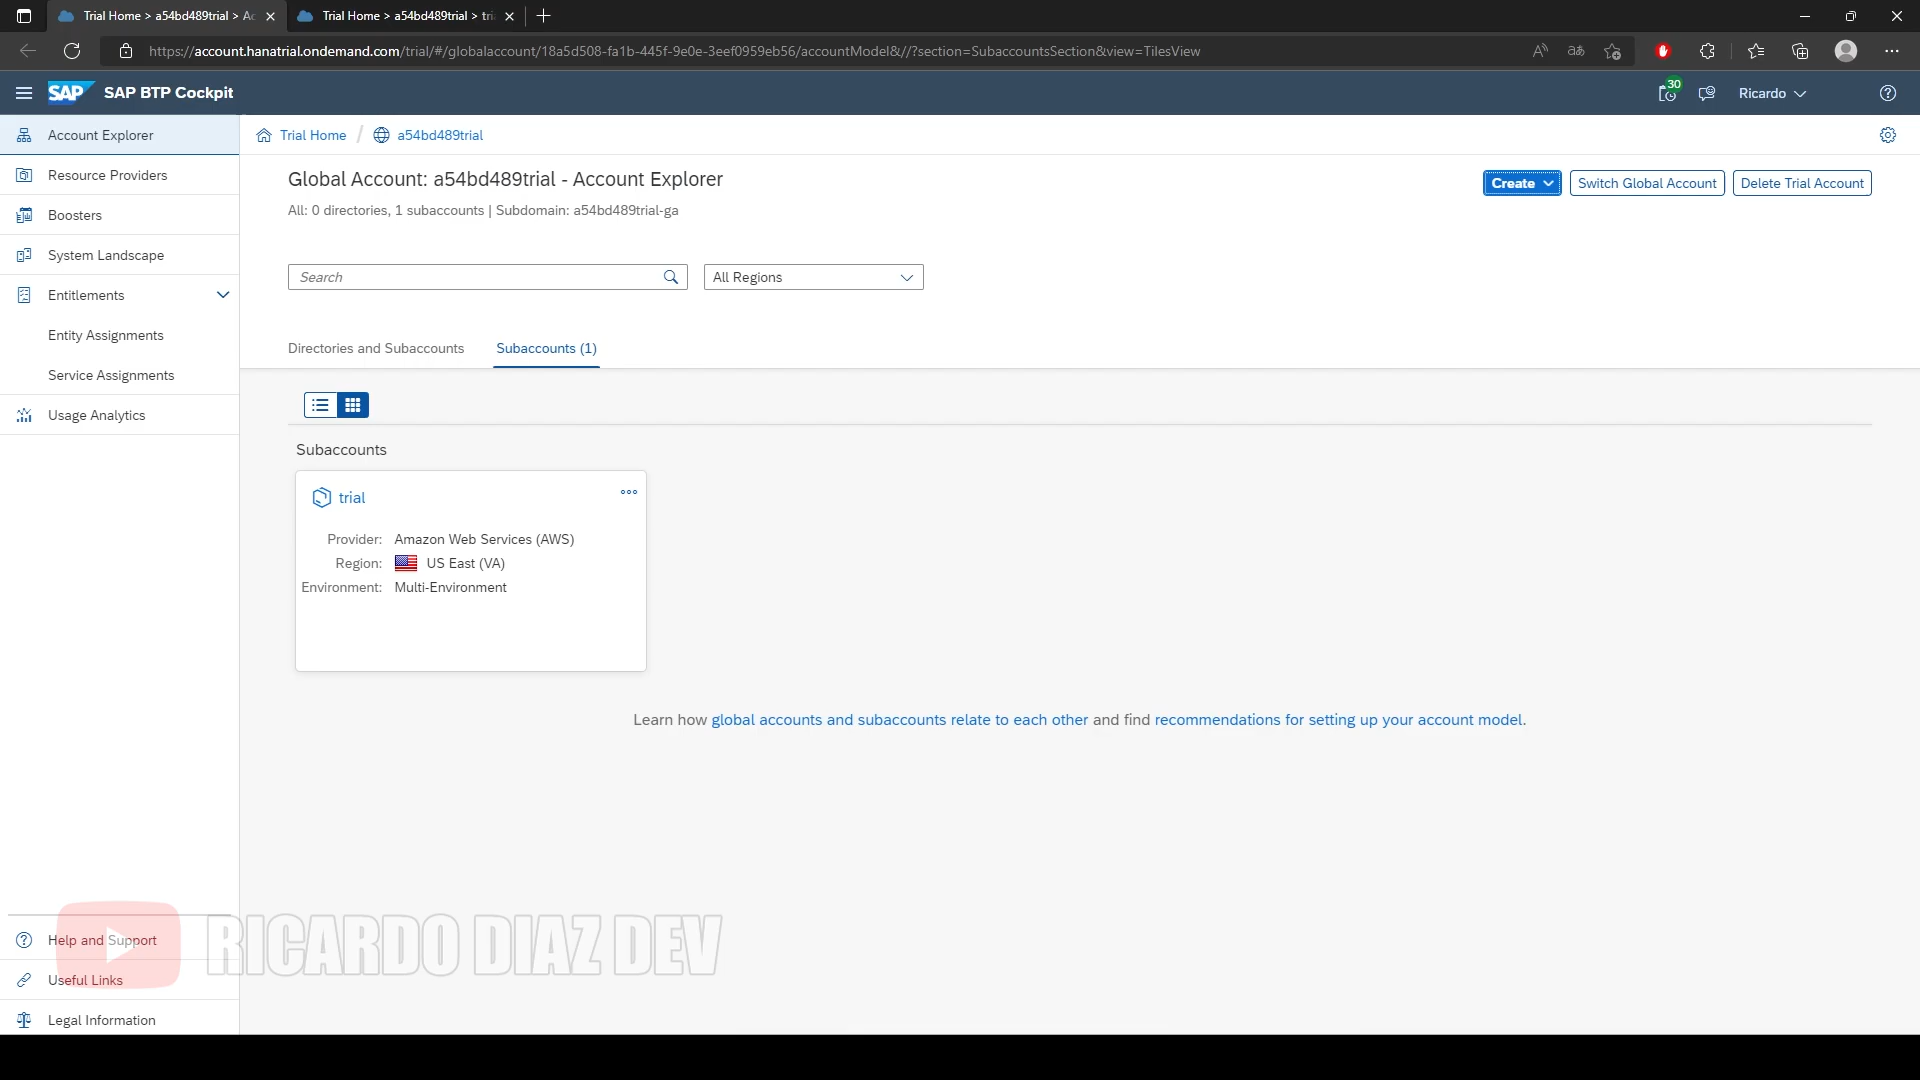 Trial Home > a54bd489trial > Ac
Trial Home > a54bd489trial > tri
https://account.hanatrial.ondemand.com/trial/#/globalaccount/18a5d508-fa1b-445f-9e0e-3eef0959eb56/accountModel&//?section=SubaccountsSection&view=TilesView
SAP SAP BTP Cockpit
30
Ricardo
Account Explorer
Resource Providers
Boosters
System Landscape
Entitlements
Entity Assignments
Service Assignments
Usage Analytics
Trial Home / a54bd489trial
Global Account: a54bd489trial - Account Explorer
All: 0 directories, 1 subaccounts | Subdomain: a54bd489trial-ga
Create
Switch Global Account
Delete Trial Account
Search
All Regions
Directories and Subaccounts
Subaccounts (1)
Subaccounts
trial
Provider: Amazon Web Services (AWS)
Region: US East (VA)
Environment: Multi-Environment
Learn how global accounts and subaccounts relate to each other and find recommendations for setting up your account model.
Help and Support
Useful Links
Legal Information
RICARDO DIAZ DEV